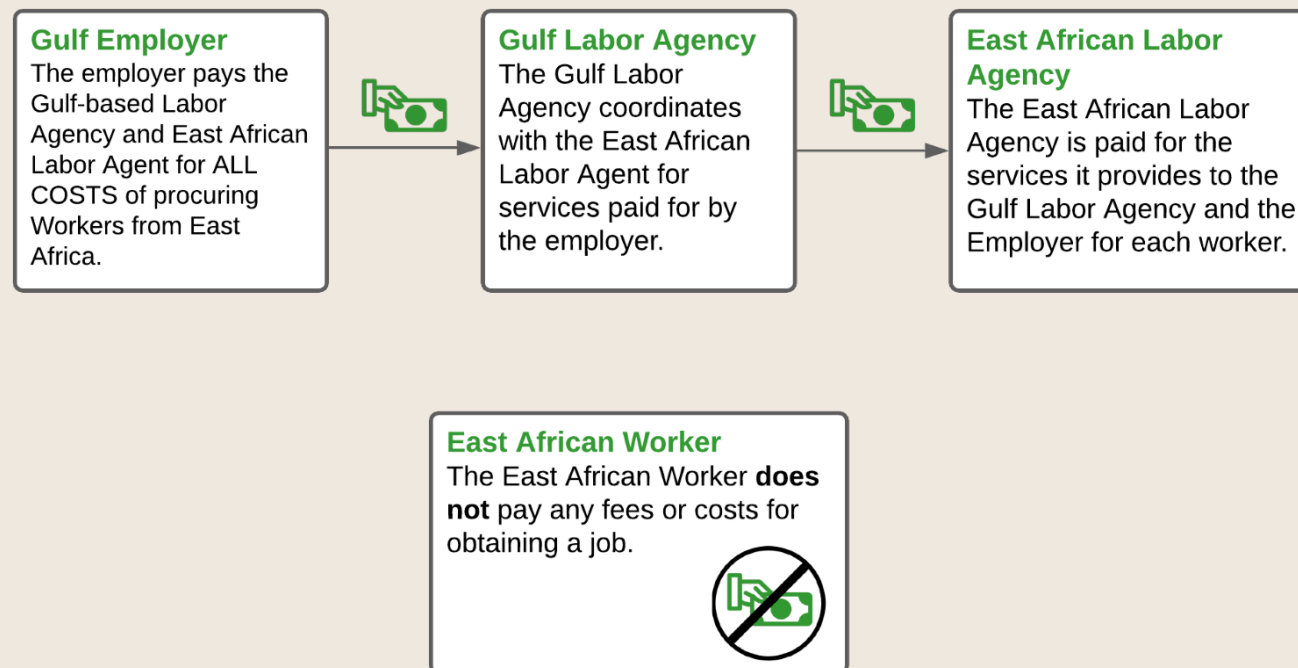 Gulf Employer
The employer pays the
Gulf-based Labor
Agency and East African
Labor Agent for ALL
COSTS of procuring
Workers from East
Africa.
Gulf Labor Agency
The Gulf Labor
Agency coordinates
with the East African
Labor Agent for
services paid for by
the employer.
East African Labor
Agency
The East African Labor
Agency is paid for the
services it provides to the
Gulf Labor Agency and the
Employer for each worker.
East African Worker
The East African Worker does
not pay any fees or costs for
obtaining a job.